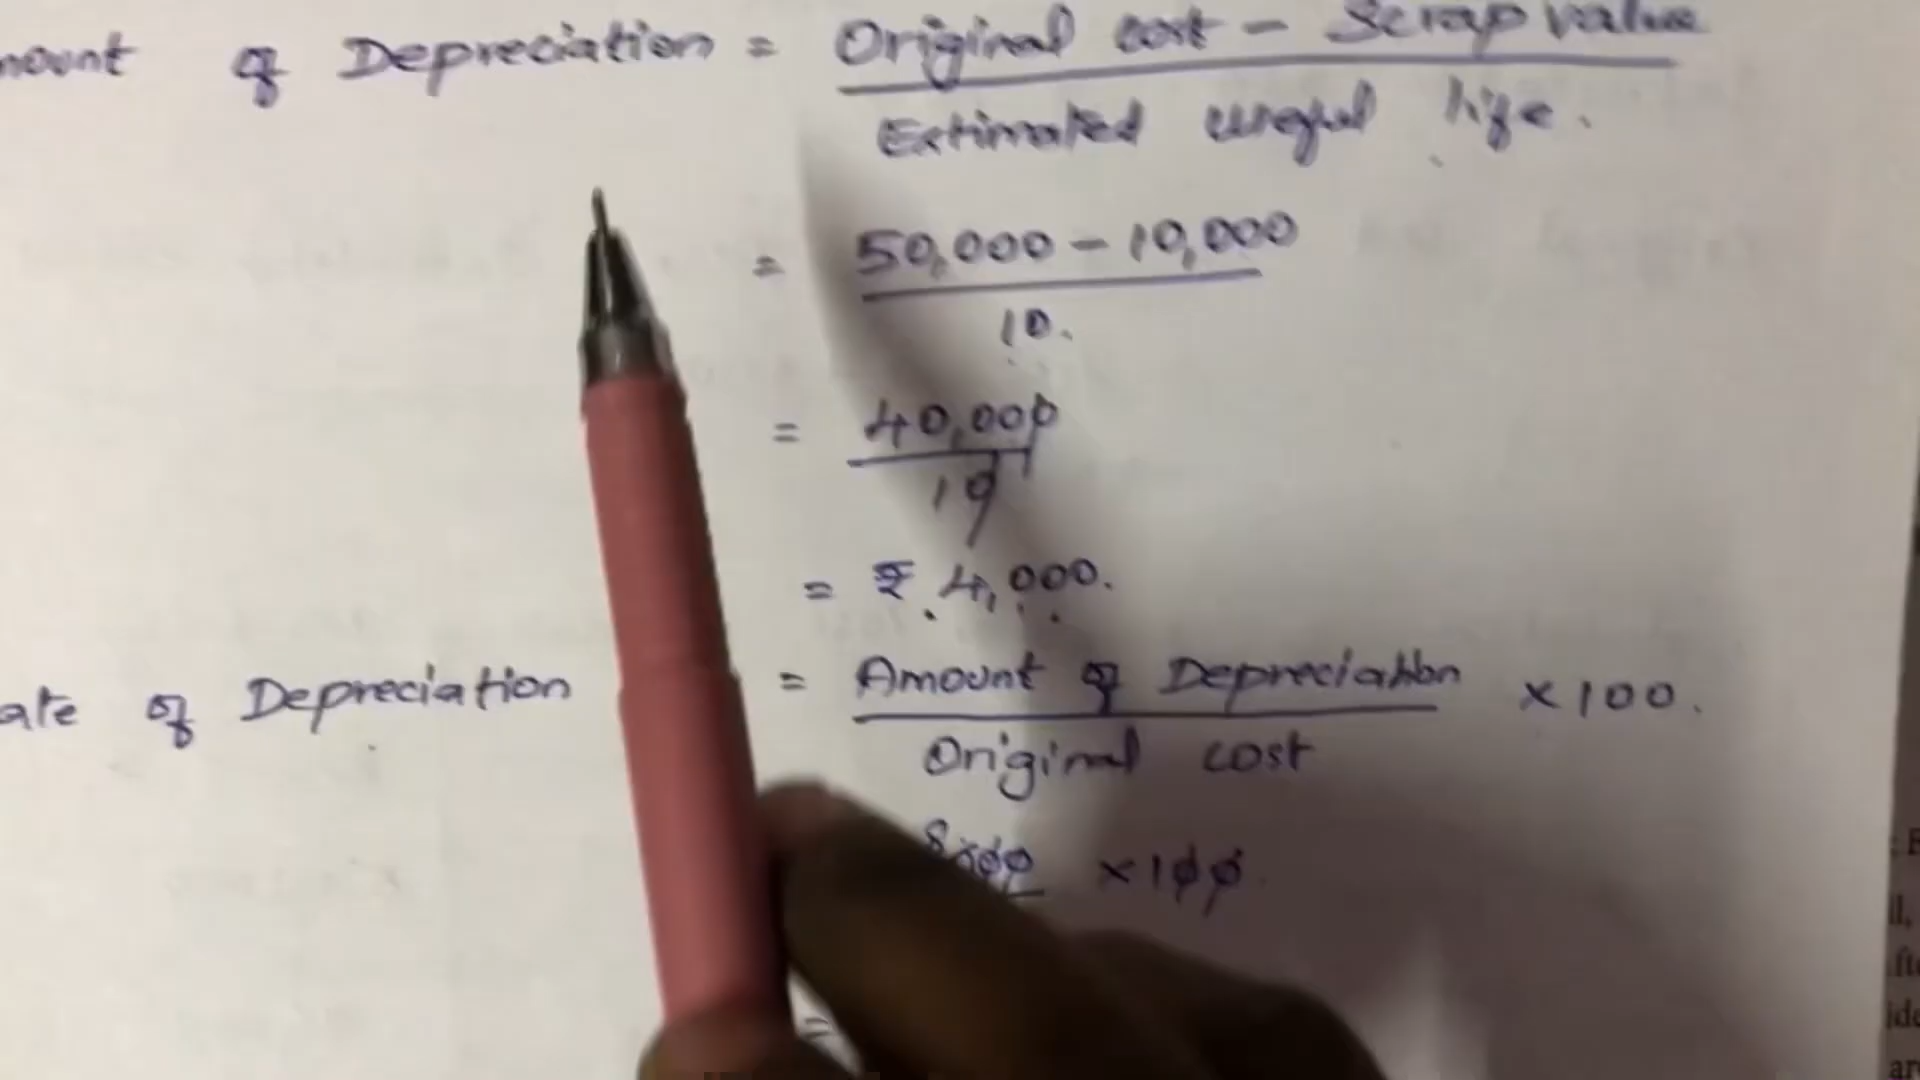 mount of Depreciation = Original cost - Scrap value
Estimated useful life.
= 50,000 - 10,000
10.
= 40,000
10
= ₹. 4,000.
ate of Depreciation = Amount of Depreciation × 100.
Original cost
× 100.
=